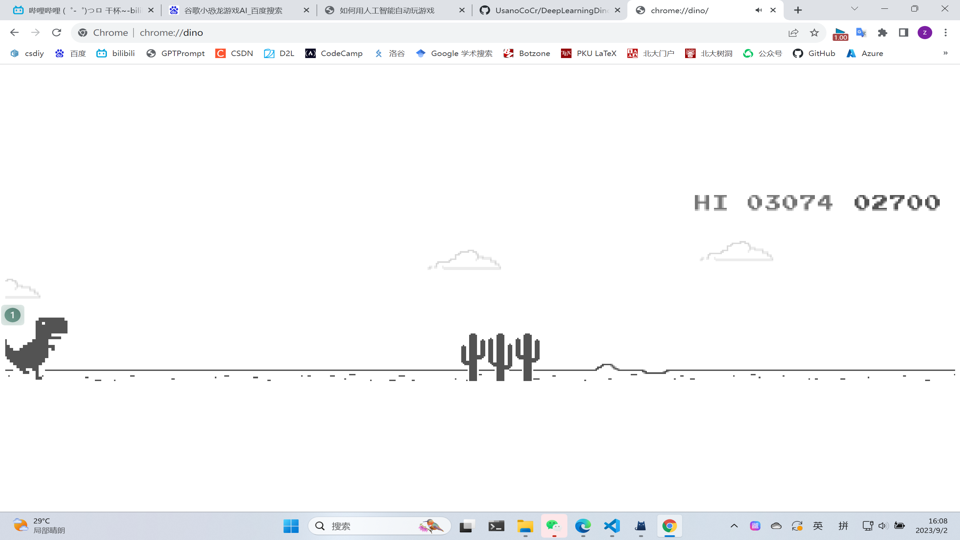 哔哩哔哩 (゜-゜)つロ 干杯~-bili
谷歌小恐龙游戏AI_百度搜索
如何用人工智能自动玩游戏
UsanoCoCr/DeepLearningDin
chrome://dino/
Chrome | chrome://dino
1.00
z
csdiy
百度
bilibili
GPTPrompt
CSDN
D2L
CodeCamp
洛谷
Google 学术搜索
Botzone
PKU LaTeX
北大门户
北大树洞
公众号
GitHub
Azure
»
HI 03074 02700
1
29°C
局部晴朗
搜索
英
拼
16:08
2023/9/2